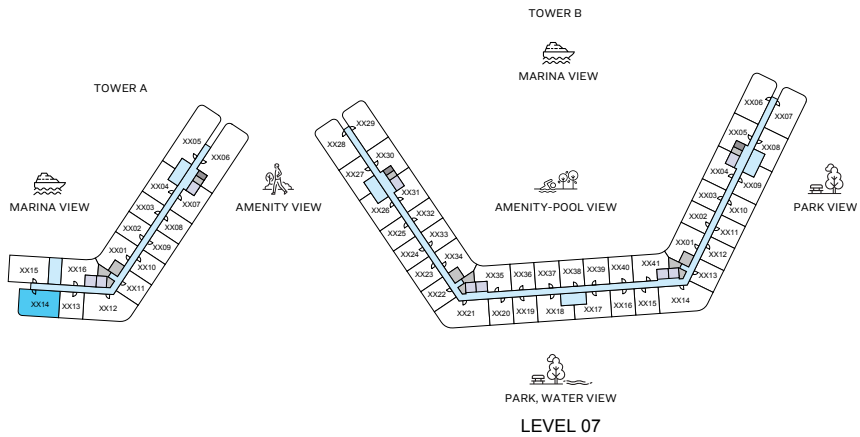 TOWER B
MARINA VIEW
TOWER A
XX05
XX06
XX04
XX07
XX03
XX08
XX02
XX09
XX01
XX10
XX16
XX15
XX11
XX14
XX13
XX12
MARINA VIEW
AMENITY VIEW
XX29
XX28
XX30
XX27
XX31
XX26
XX32
XX25
XX33
XX24
XX34
XX23
XX22
XX21
XX35
XX36
XX37
XX38
XX39
XX40
XX41
XX20
XX19
XX18
XX17
XX16
XX15
XX14
XX06
XX07
XX05
XX08
XX04
XX09
XX03
XX10
XX02
XX11
XX01
XX12
XX13
AMENITY-POOL VIEW
PARK VIEW
PARK, WATER VIEW
LEVEL 07